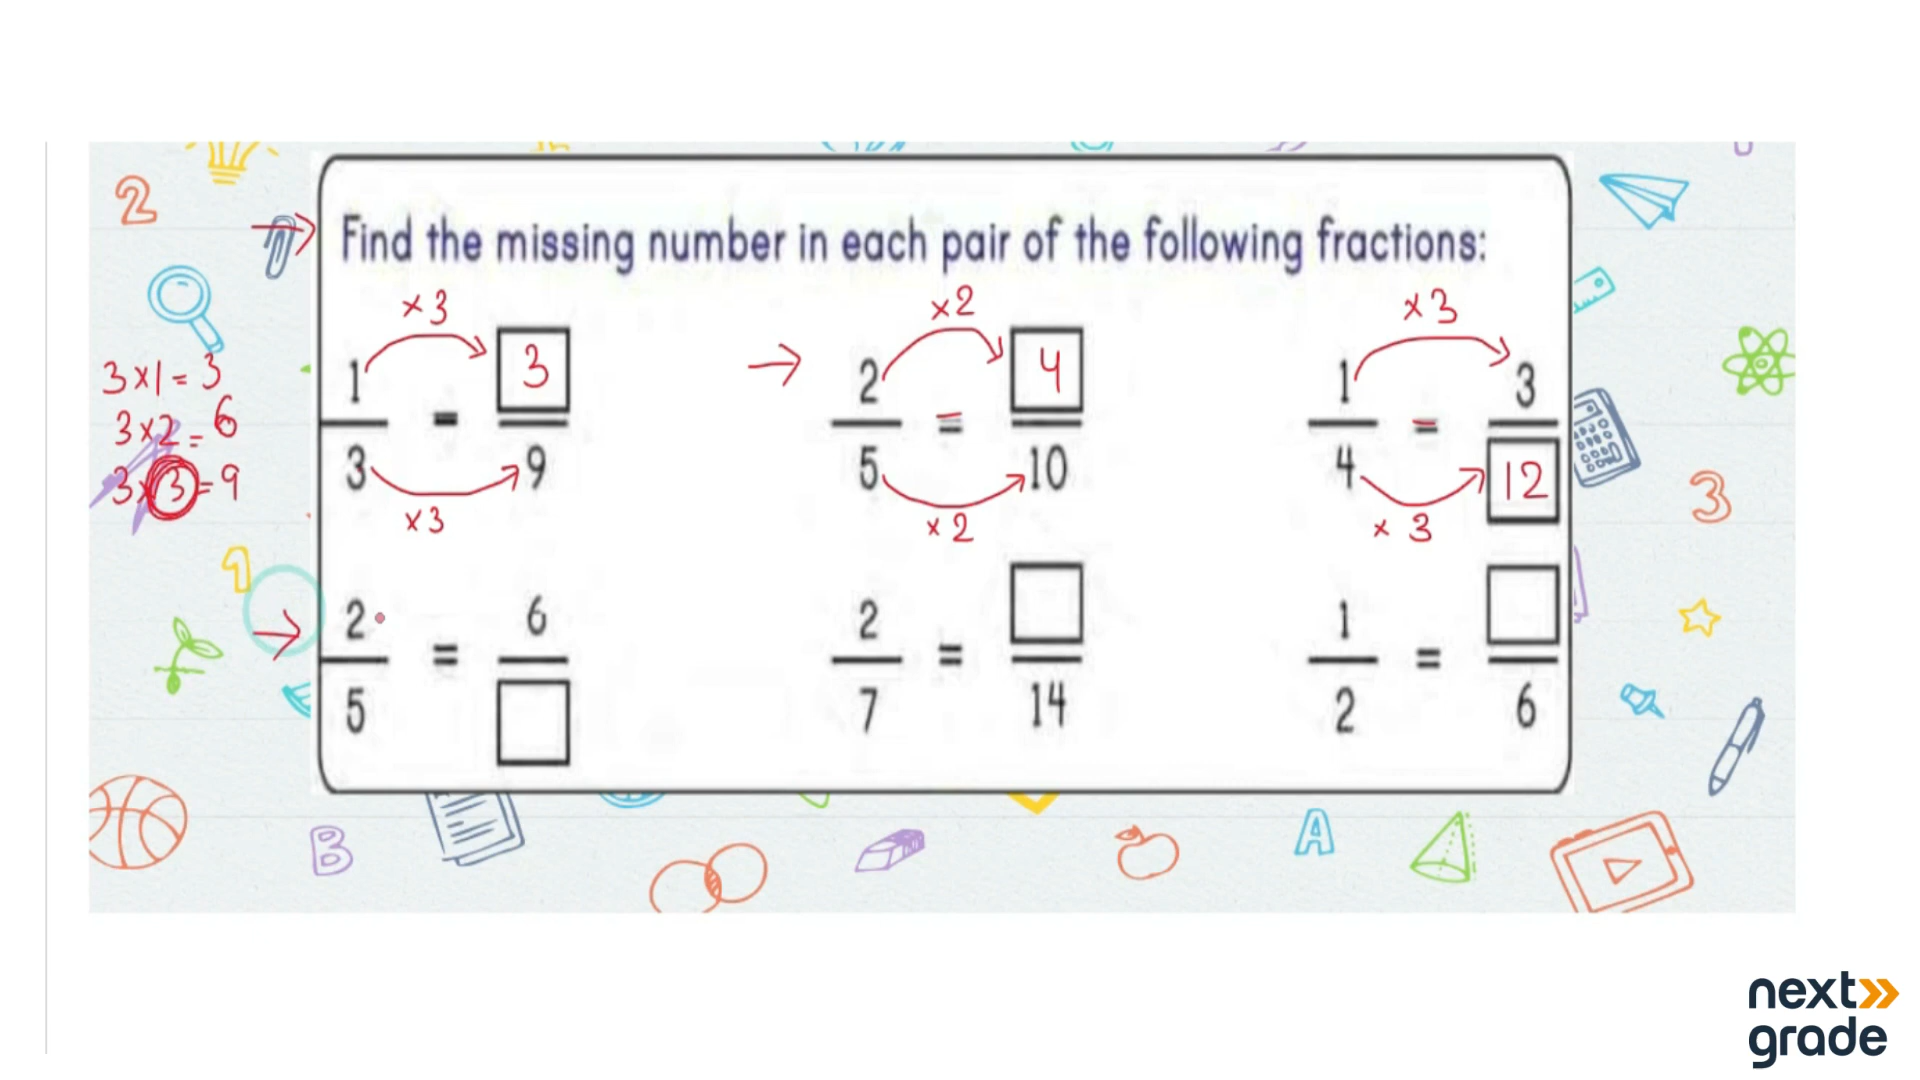 Find the missing number in each pair of the following fractions:
×3 ×2 ×3
3×1=3
3×2=6
3×3=9
1 3 2 4 1 3
= = =
3 9 5 10 4 12
×3 ×2 ×3
2 6 2 1
= = =
5 7 14 2 6
2
3
1
B
A
next
grade